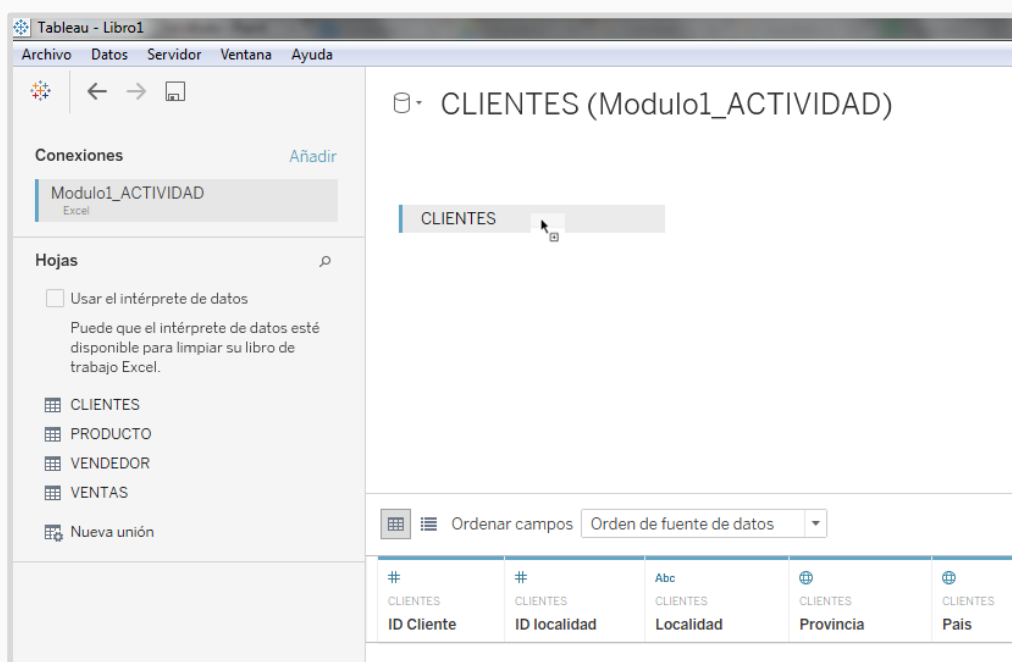 Tableau - Libro1
Archivo Datos Servidor Ventana Ayuda
CLIENTES (Modulo1_ACTIVIDAD)
Conexiones Añadir
Modulo1_ACTIVIDAD
Excel
CLIENTES
Hojas
Usar el intérprete de datos
Puede que el intérprete de datos esté
disponible para limpiar su libro de
trabajo Excel.
CLIENTES
PRODUCTO
VENDEDOR
VENTAS
Nueva unión
Ordenar campos Orden de fuente de datos
# # Abc
CLIENTES CLIENTES CLIENTES CLIENTES CLIENTES
ID Cliente ID localidad Localidad Provincia Pais